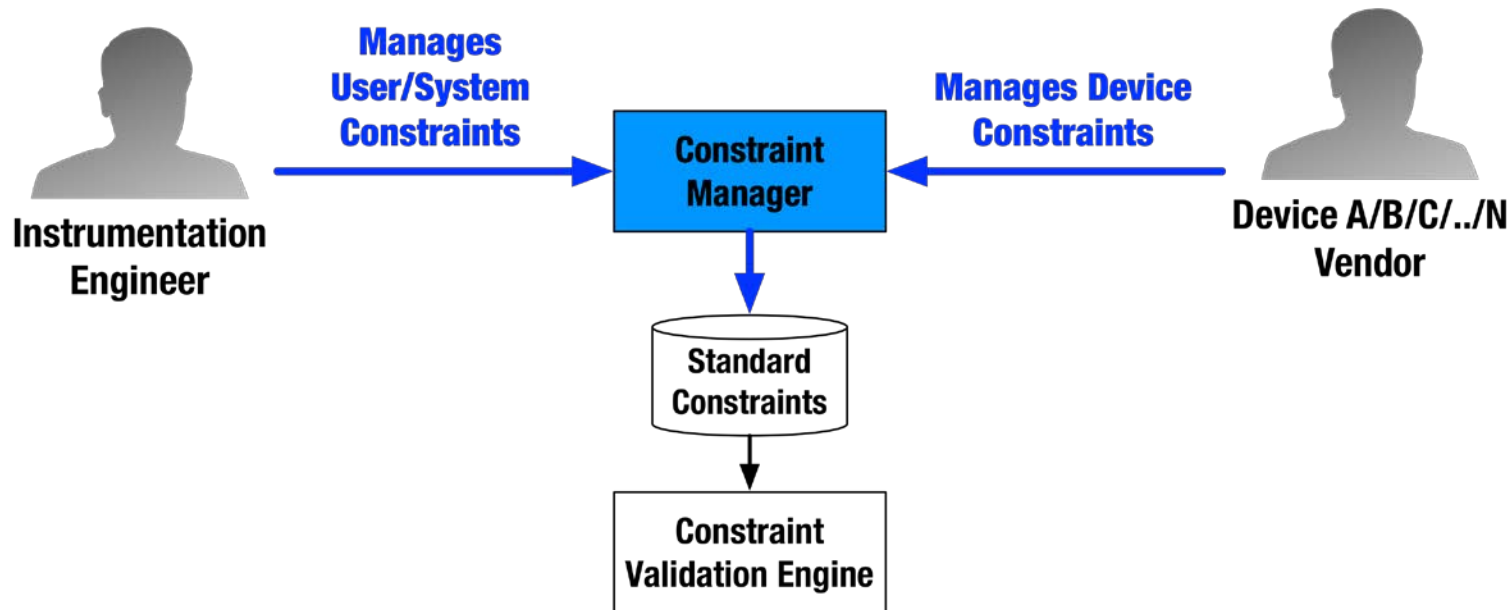 Manages
User/System
Constraints
Manages Device
Constraints
Constraint
Manager
Instrumentation
Engineer
Device A/B/C/../N
Vendor
Standard
Constraints
Constraint
Validation Engine